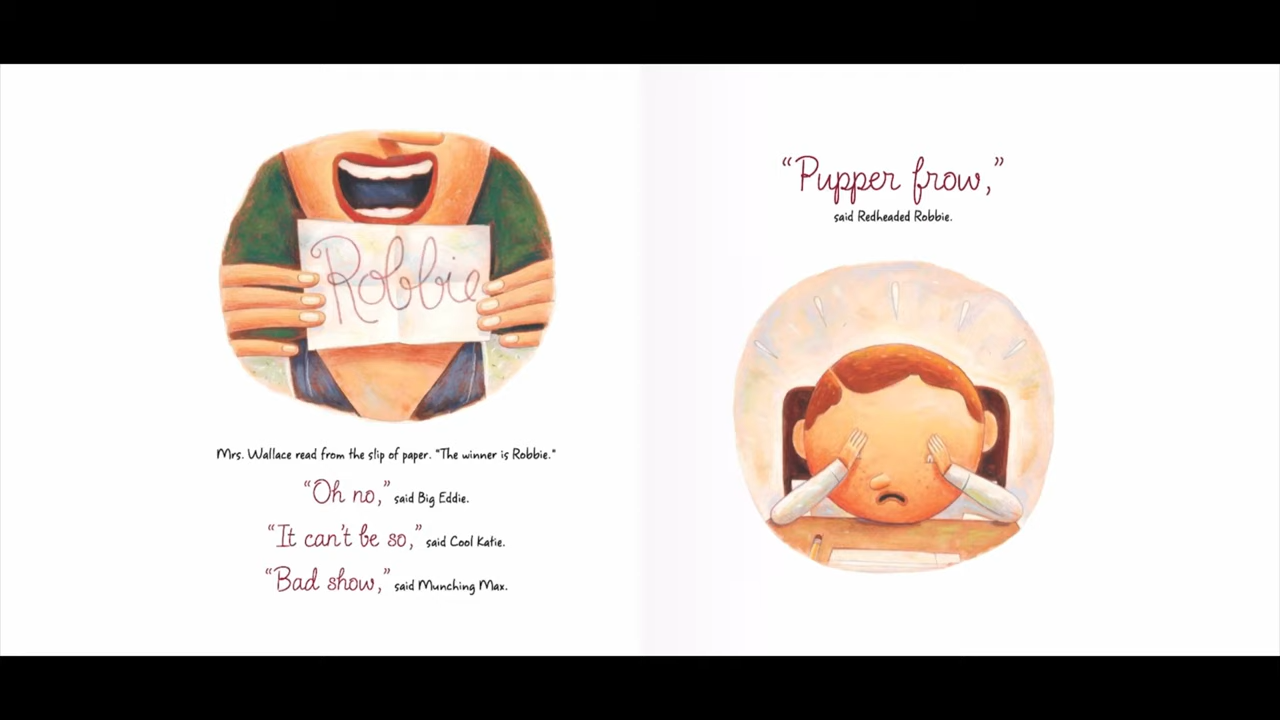 Robbie
Mrs. Wallace read from the slip of paper. "The winner is Robbie."
“Oh no,” said Big Eddie.
“It can't be so,” said Cool Katie.
“Bad show,” said Munching Max.
“Pupper frow,”
said Redheaded Robbie.